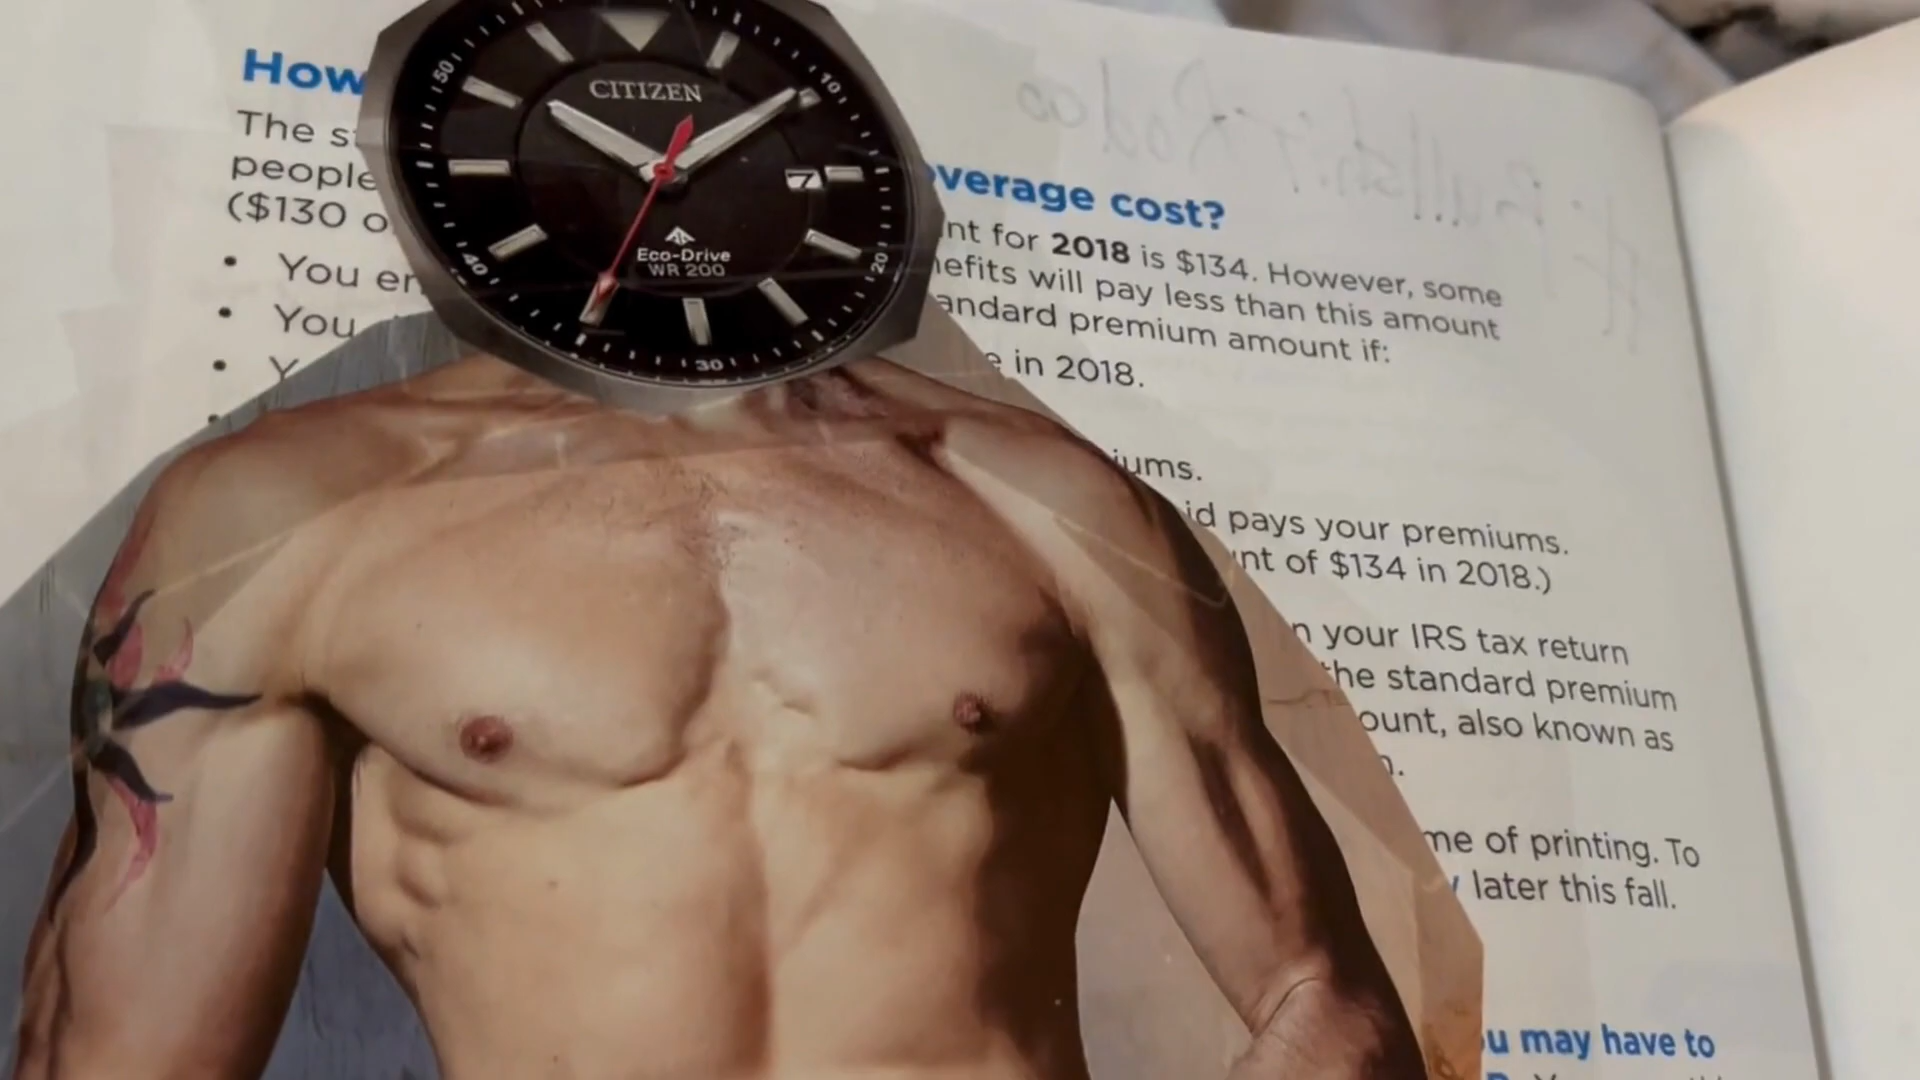 How
The s
people
($130 o
• You er
• You
• Y
50
10
CITIZEN
7
Eco-Drive
WR 200
40
20
30
verage cost?
nt for 2018 is $134. However, some
efits will pay less than this amount
andard premium amount if:
e in 2018.
iums.
id pays your premiums.
nt of $134 in 2018.)
n your IRS tax return
he standard premium
ount, also known as
n.
me of printing. To
later this fall.
u may have to